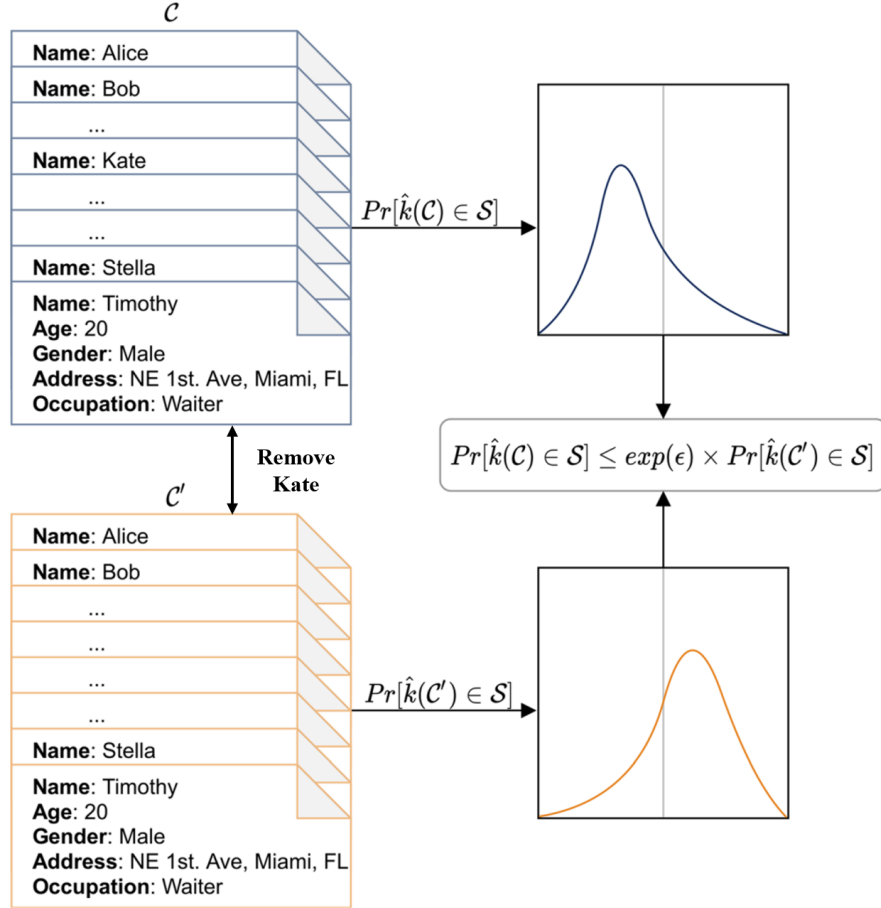 𝒞
Name: Alice
Name: Bob
...
Name: Kate
...
...
Name: Stella
Name: Timothy
Age: 20
Gender: Male
Address: NE 1st. Ave, Miami, FL
Occupation: Waiter
Pr[k̂(𝒞) ∈ 𝒮]
Remove
Kate
Pr[k̂(𝒞) ∈ 𝒮] ≤ exp(ϵ) × Pr[k̂(𝒞′) ∈ 𝒮]
𝒞′
Name: Alice
Name: Bob
...
...
...
...
Name: Stella
Name: Timothy
Age: 20
Gender: Male
Address: NE 1st. Ave, Miami, FL
Occupation: Waiter
Pr[k̂(𝒞′) ∈ 𝒮]